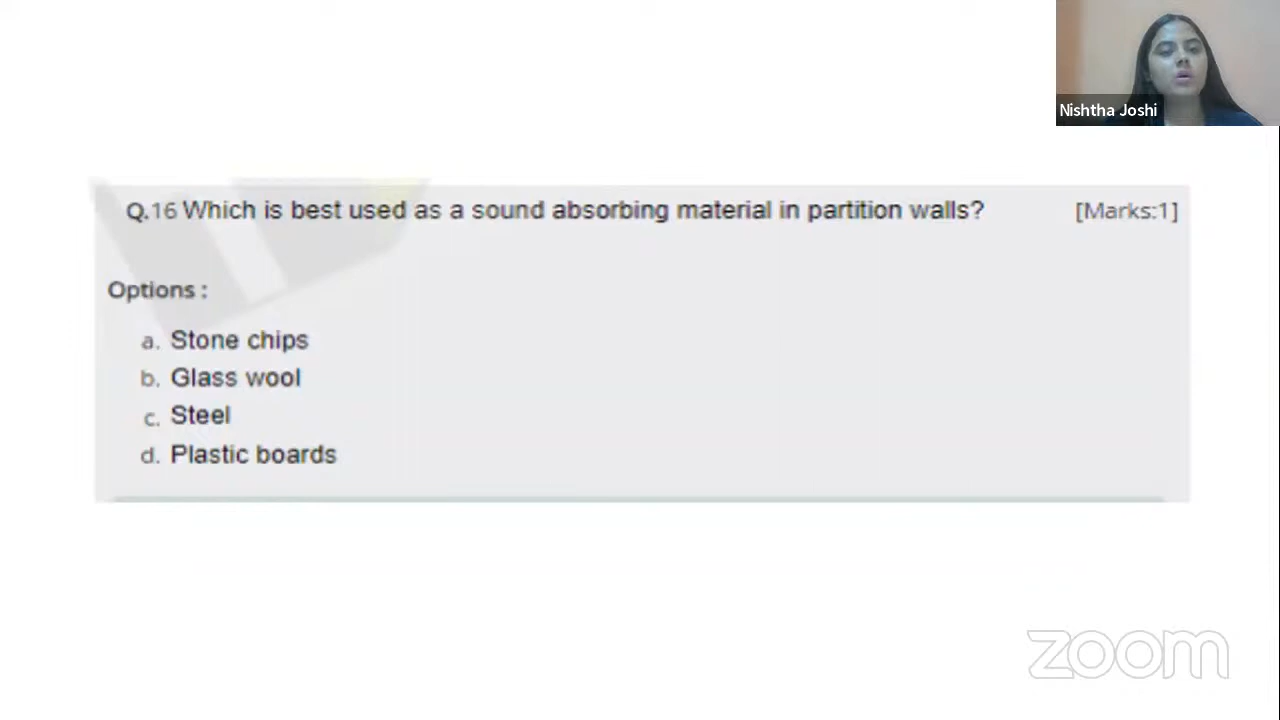 Nishtha Joshi
Q.16 Which is best used as a sound absorbing material in partition walls? [Marks:1]
Options :
a. Stone chips
b. Glass wool
c. Steel
d. Plastic boards
zoom